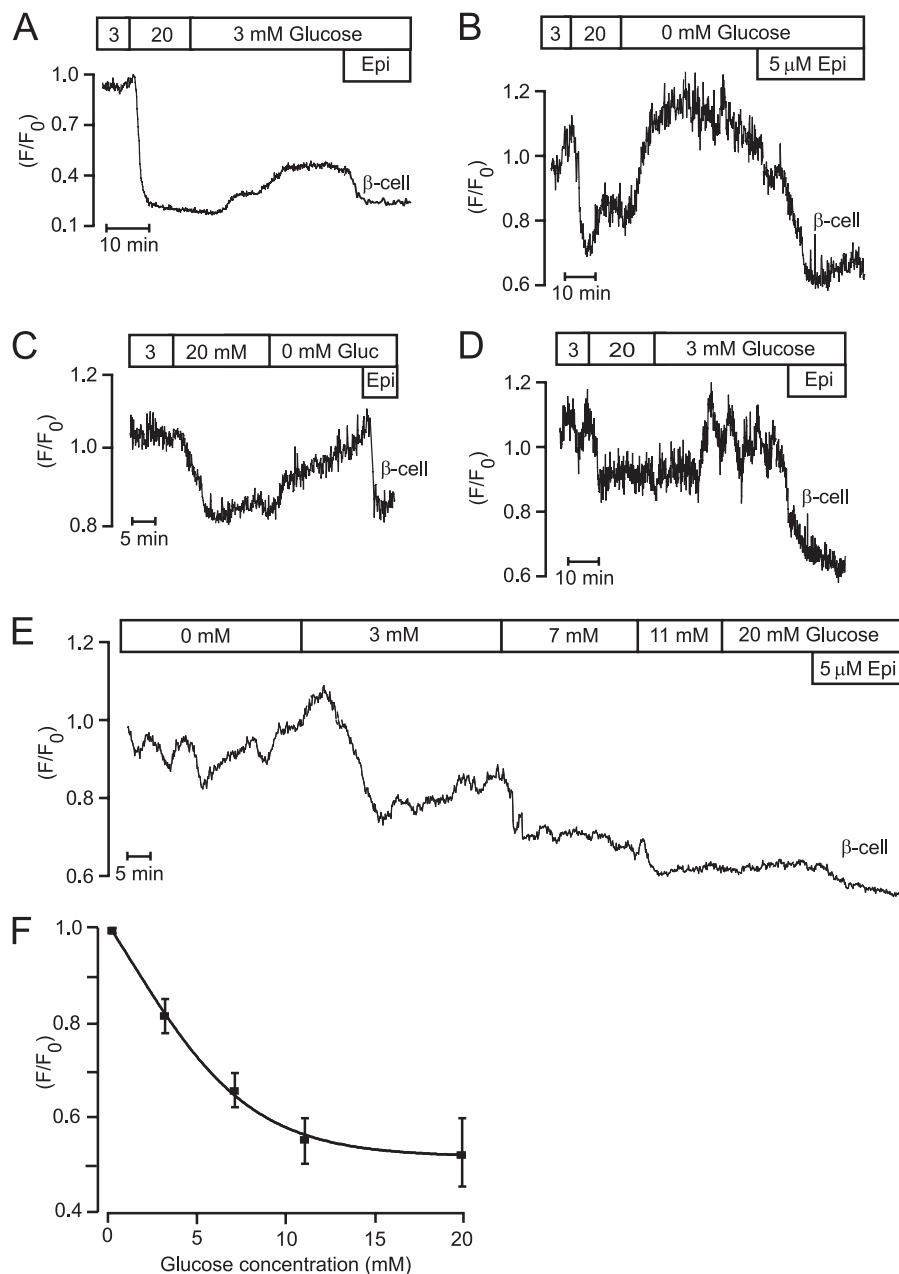 A
3 20 3 mM Glucose
Epi
1.0
0.7
0.4
0.1
(F/F0)
β-cell
10 min
B
3 20 0 mM Glucose
5 µM Epi
1.2
1.0
0.8
0.6
(F/F0)
β-cell
10 min
C
3 20 mM 0 mM Gluc
Epi
1.2
1.0
0.8
(F/F0)
β-cell
5 min
D
3 20 3 mM Glucose
Epi
1.2
1.0
0.8
0.6
(F/F0)
β-cell
10 min
E
0 mM 3 mM 7 mM 11 mM 20 mM Glucose
5 µM Epi
1.2
1.0
0.8
0.6
(F/F0)
β-cell
5 min
F
1.0
0.8
0.6
0.4
(F/F0)
0 5 10 15 20
Glucose concentration (mM)